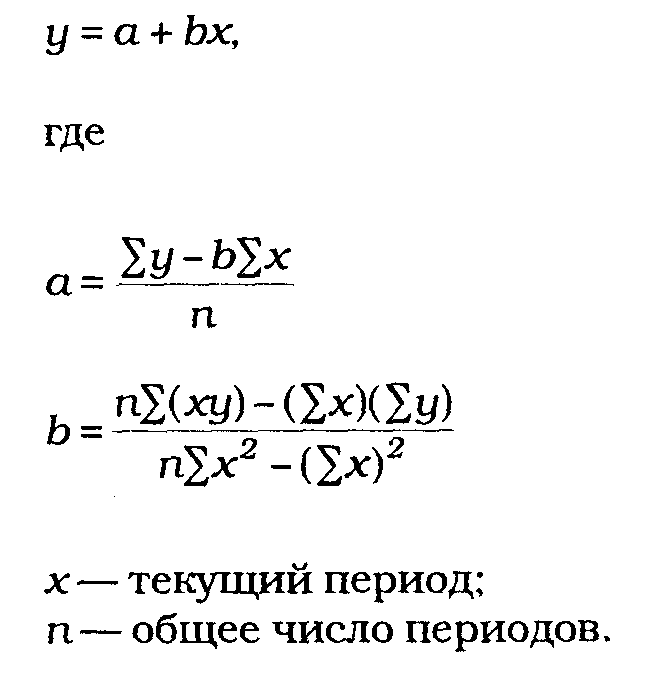 y = a + bx,
где
a = (∑y – b∑x) / n
b = (n∑(xy) – (∑x)(∑y)) / (n∑x² – (∑x)²)
x — текущий период;
n — общее число периодов.